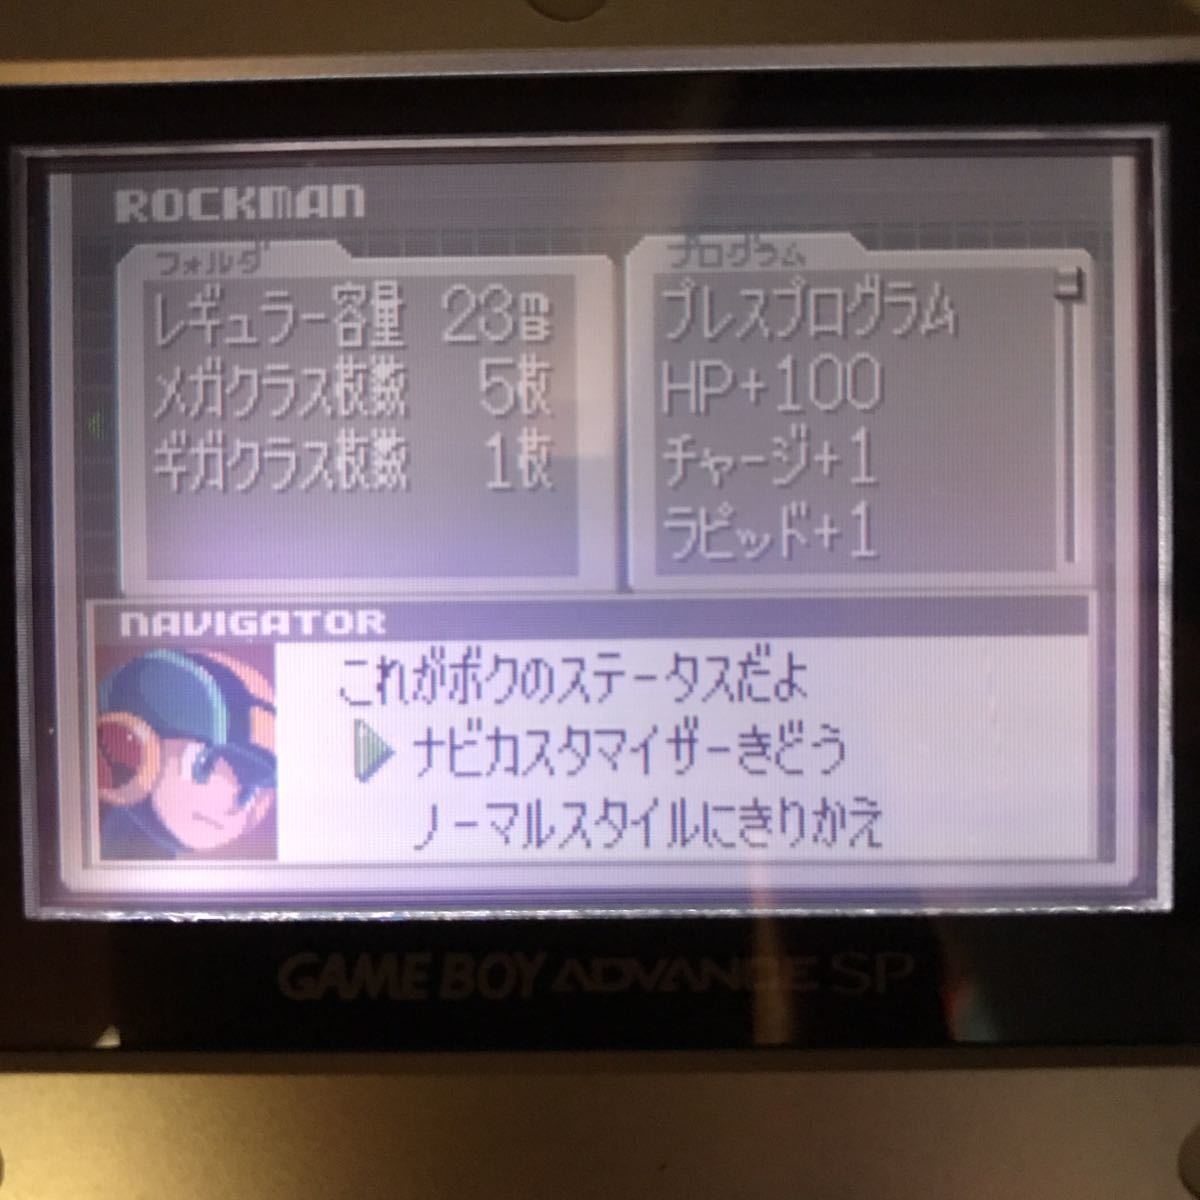 ROCKMAN
フォルダ
レギュラー容量 23MB
メガクラス枚数 5枚
ギガクラス枚数 1枚
プログラム
プレスプログラム
HP+100
チャージ+1
ラピッド+1
NAVIGATOR
これがボクのステータスだよ
ナビカスタマイザーきどう
ノーマルスタイルにきりかえ
GAME BOY ADVANCE SP